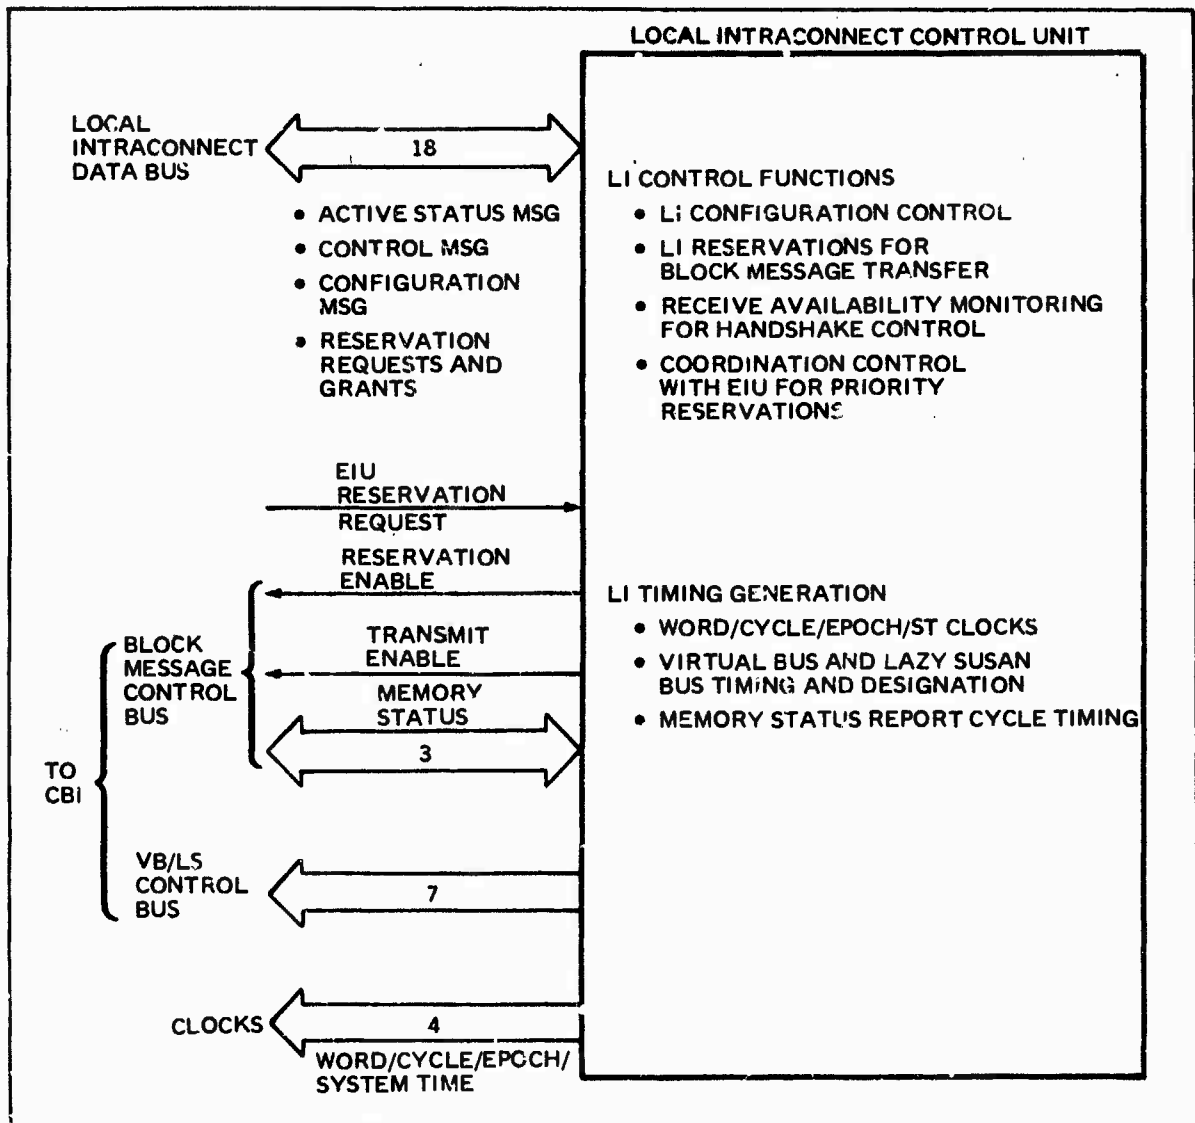 LOCAL INTRACONNECT CONTROL UNIT
LOCAL
INTRACONNECT
DATA BUS
18
• ACTIVE STATUS MSG
• CONTROL MSG
• CONFIGURATION
MSG
• RESERVATION
REQUESTS AND
GRANTS
LI CONTROL FUNCTIONS
• LI CONFIGURATION CONTROL
• LI RESERVATIONS FOR
BLOCK MESSAGE TRANSFER
• RECEIVE AVAILABILITY MONITORING
FOR HANDSHAKE CONTROL
• COORDINATION CONTROL
WITH EIU FOR PRIORITY
RESERVATIONS
EIU
RESERVATION
REQUEST
RESERVATION
ENABLE
TRANSMIT
ENABLE
MEMORY
STATUS
3
BLOCK
MESSAGE
CONTROL
BUS
TO
CBI
VB/LS
CONTROL
BUS
7
LI TIMING GENERATION
• WORD/CYCLE/EPOCH/ST CLOCKS
• VIRTUAL BUS AND LAZY SUSAN
BUS TIMING AND DESIGNATION
• MEMORY STATUS REPORT CYCLE TIMING
CLOCKS
4
WORD/CYCLE/EPOCH/
SYSTEM TIME